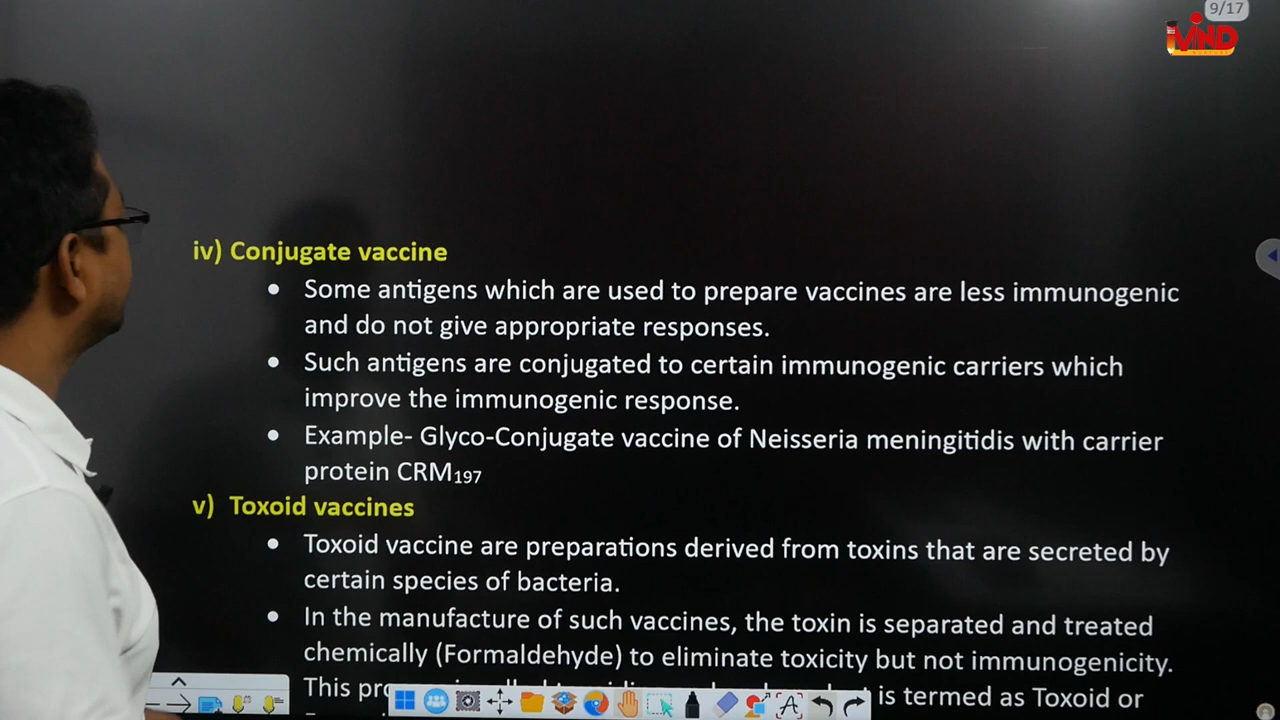 9/17
MIND
iv) Conjugate vaccine
• Some antigens which are used to prepare vaccines are less immunogenic
and do not give appropriate responses.
• Such antigens are conjugated to certain immunogenic carriers which
improve the immunogenic response.
• Example- Glyco-Conjugate vaccine of Neisseria meningitidis with carrier
protein CRM197
v) Toxoid vaccines
• Toxoid vaccine are preparations derived from toxins that are secreted by
certain species of bacteria.
• In the manufacture of such vaccines, the toxin is separated and treated
chemically (Formaldehyde) to eliminate toxicity but not immunogenicity.
This is termed as Toxoid or